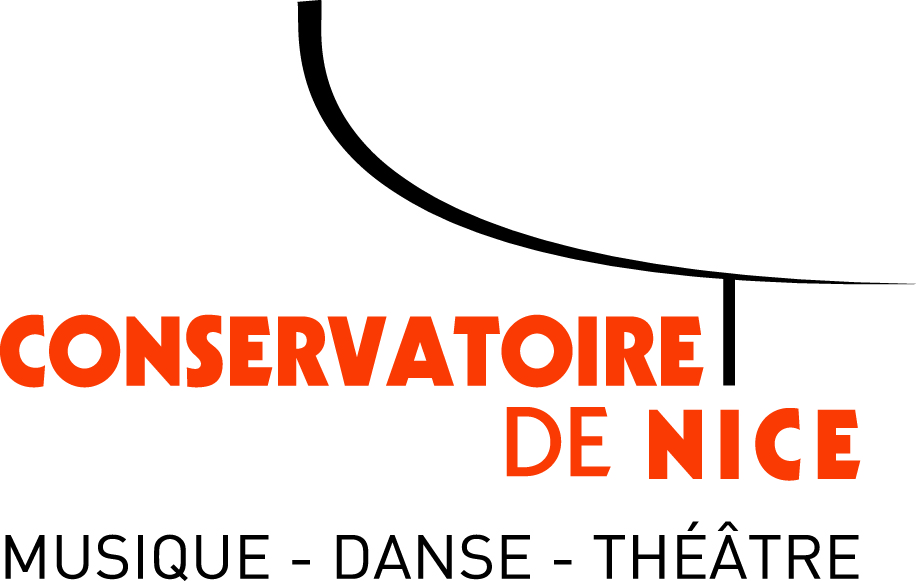 CONSERVATOIRE
DE NICE
MUSIQUE - DANSE - THÉÂTRE